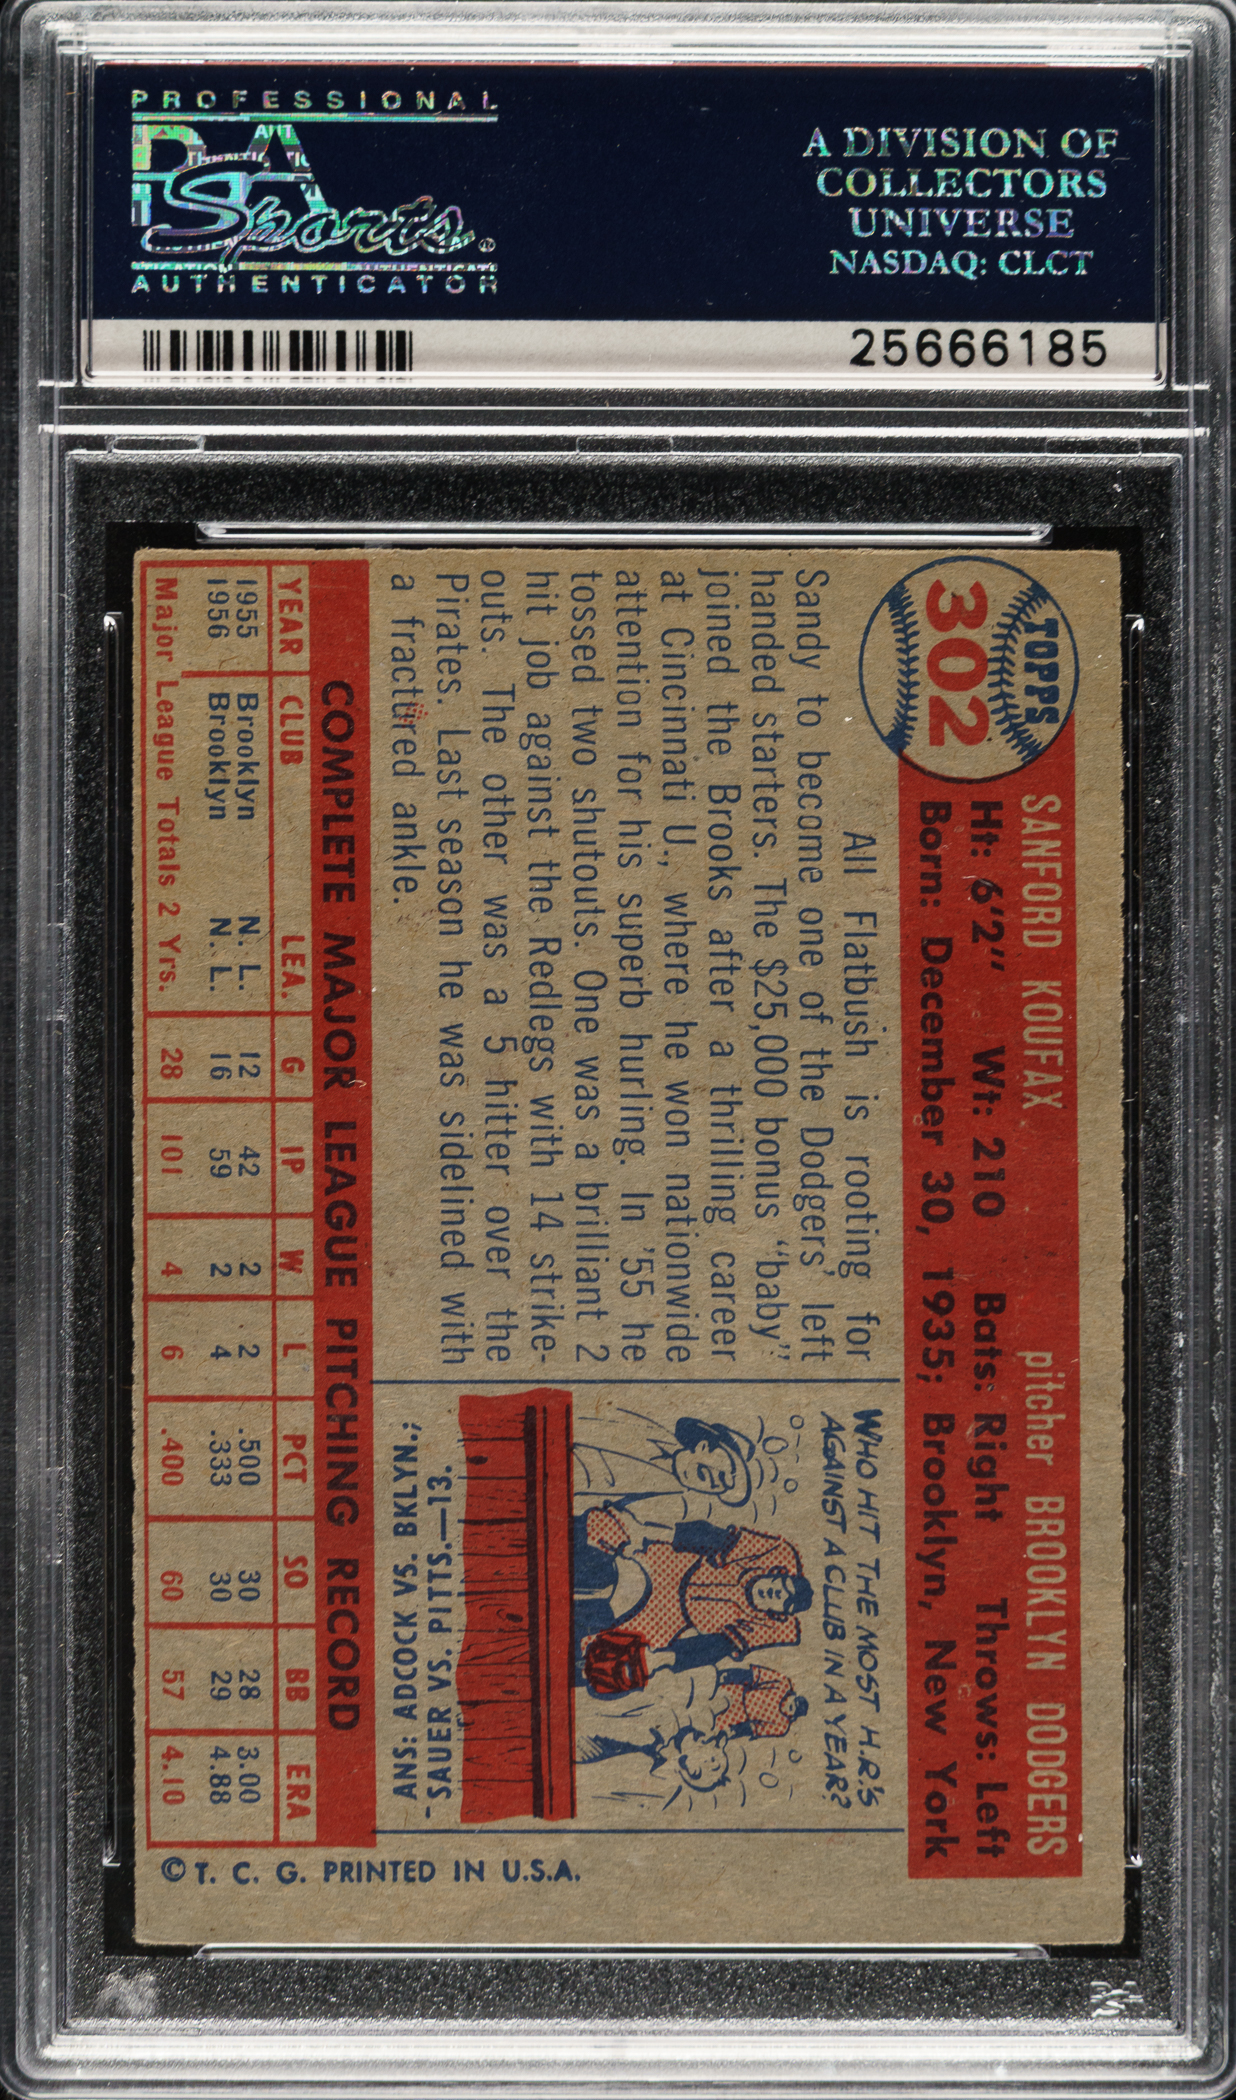 PROFESSIONAL
PSA
Sports®
AUTHENTICATOR
A DIVISION OF
COLLECTORS
UNIVERSE
NASDAQ: CLCT
25666185
TOPPS
302
SANFORD KOUFAX pitcher BROOKLYN DODGERS
Ht: 6'2" Wt: 210 Bats: Right Throws: Left
Born: December 30, 1935; Brooklyn, New York
All Flatbush is rooting for
Sandy to become one of the Dodgers' left
handed starters. The $25,000 bonus "baby"
joined the Brooks after a thrilling career
at Cincinnati U., where he won nationwide
attention for his superb hurling. In '55 he
tossed two shutouts. One was a brilliant 2
hit job against the Redlegs with 14 strike-
outs. The other was a 5 hitter over the
Pirates. Last season he was sidelined with
a fractured ankle.
WHO HIT THE MOST H.R.'S
AGAINST A CLUB IN A YEAR?
ANS: ADCOCK VS. BKLYN;
-SAUER VS. PITTS.—13.
COMPLETE MAJOR LEAGUE PITCHING RECORD
YEAR CLUB LEA. G IP W L PCT SO BB ERA
1955 Brooklyn N. L. 12 42 2 2 .500 30 28 3.00
1956 Brooklyn N. L. 16 59 2 4 .333 30 29 4.88
Major League Totals 2 Yrs. 28 101 4 6 .400 60 57 4.10
© T. C. G. PRINTED IN U.S.A.
PSA